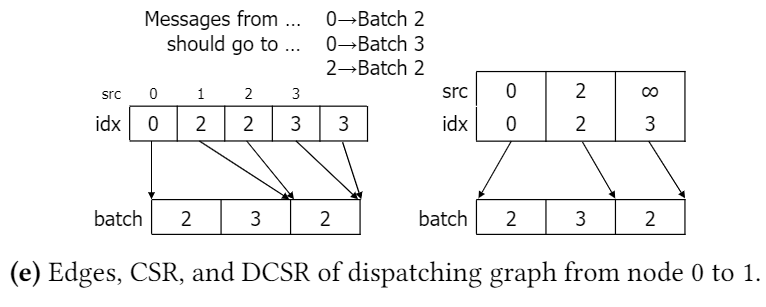 Messages from ... 0→Batch 2
should go to ... 0→Batch 3
2→Batch 2
src 0 1 2 3
idx 0 2 2 3 3
batch 2 3 2
src 0 2 ∞
idx 0 2 3
batch 2 3 2
(e) Edges, CSR, and DCSR of dispatching graph from node 0 to 1.